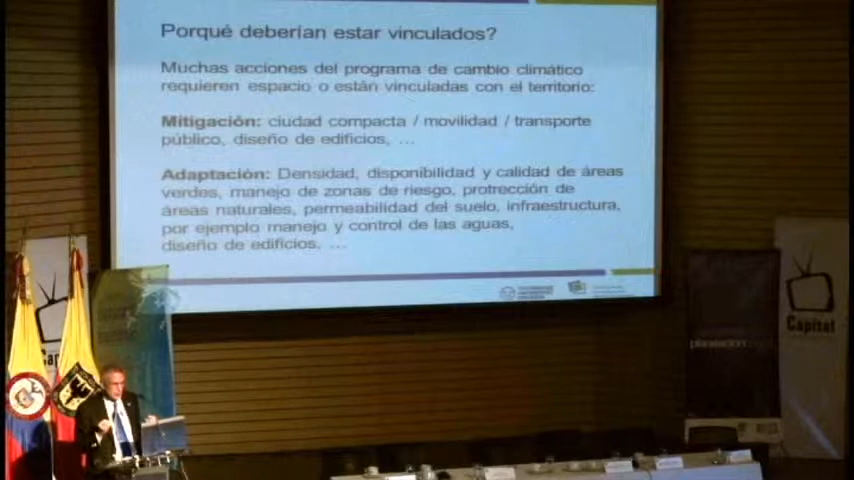 Porqué deberían estar vinculados?
Muchas acciones del programa de cambio climático
requieren espacio o están vinculadas con el territorio:
Mitigación: ciudad compacta / movilidad / transporte
público, diseño de edificios, ...
Adaptación: Densidad, disponibilidad y calidad de áreas
verdes, manejo de zonas de riesgo, protrección de
áreas naturales, permeabilidad del suelo, infraestructura,
por ejemplo manejo y control de las aguas,
diseño de edificios, ...
Capital
planeación